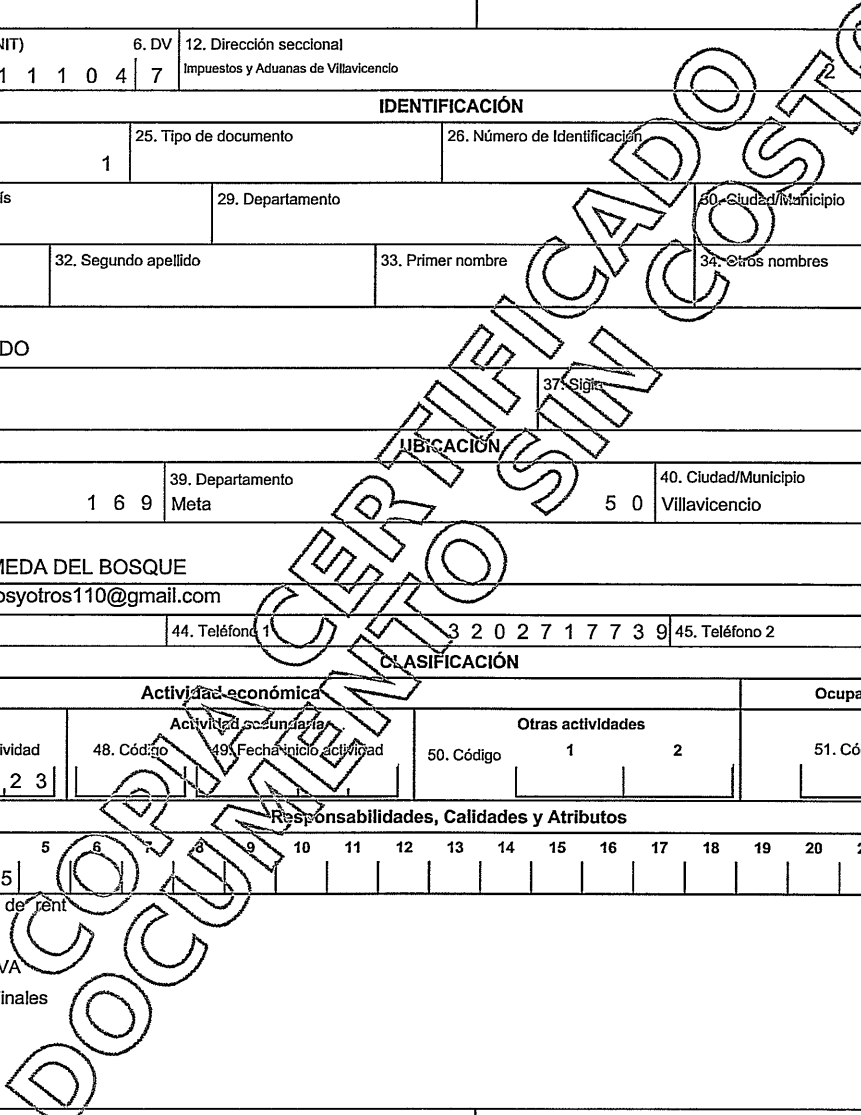 NIT) 6. DV 12. Dirección seccional
1 1 1 0 4 7 Impuestos y Aduanas de Villavicencio 2
IDENTIFICACIÓN
25. Tipo de documento 26. Número de Identificación
1
ís 29. Departamento 30. Ciudad/Municipio
32. Segundo apellido 33. Primer nombre 34. Otros nombres
DO
37. Sigla
UBICACIÓN
39. Departamento 40. Ciudad/Municipio
1 6 9 Meta 5 0 Villavicencio
MEDA DEL BOSQUE
osyotros110@gmail.com
44. Teléfono 1 3 2 0 2 7 1 7 7 3 9 45. Teléfono 2
CLASIFICACIÓN
Actividad económica Ocupa
Actividad secundaria Otras actividades
ividad 48. Código 49. Fecha inicio actividad 50. Código 1 2 51. Có
2 3
Responsabilidades, Calidades y Atributos
5 6 7 8 9 10 11 12 13 14 15 16 17 18 19 20 2
5
de rent
VA
inales
COPIA CERTIFICADO
DOCUMENTO SIN COSTO